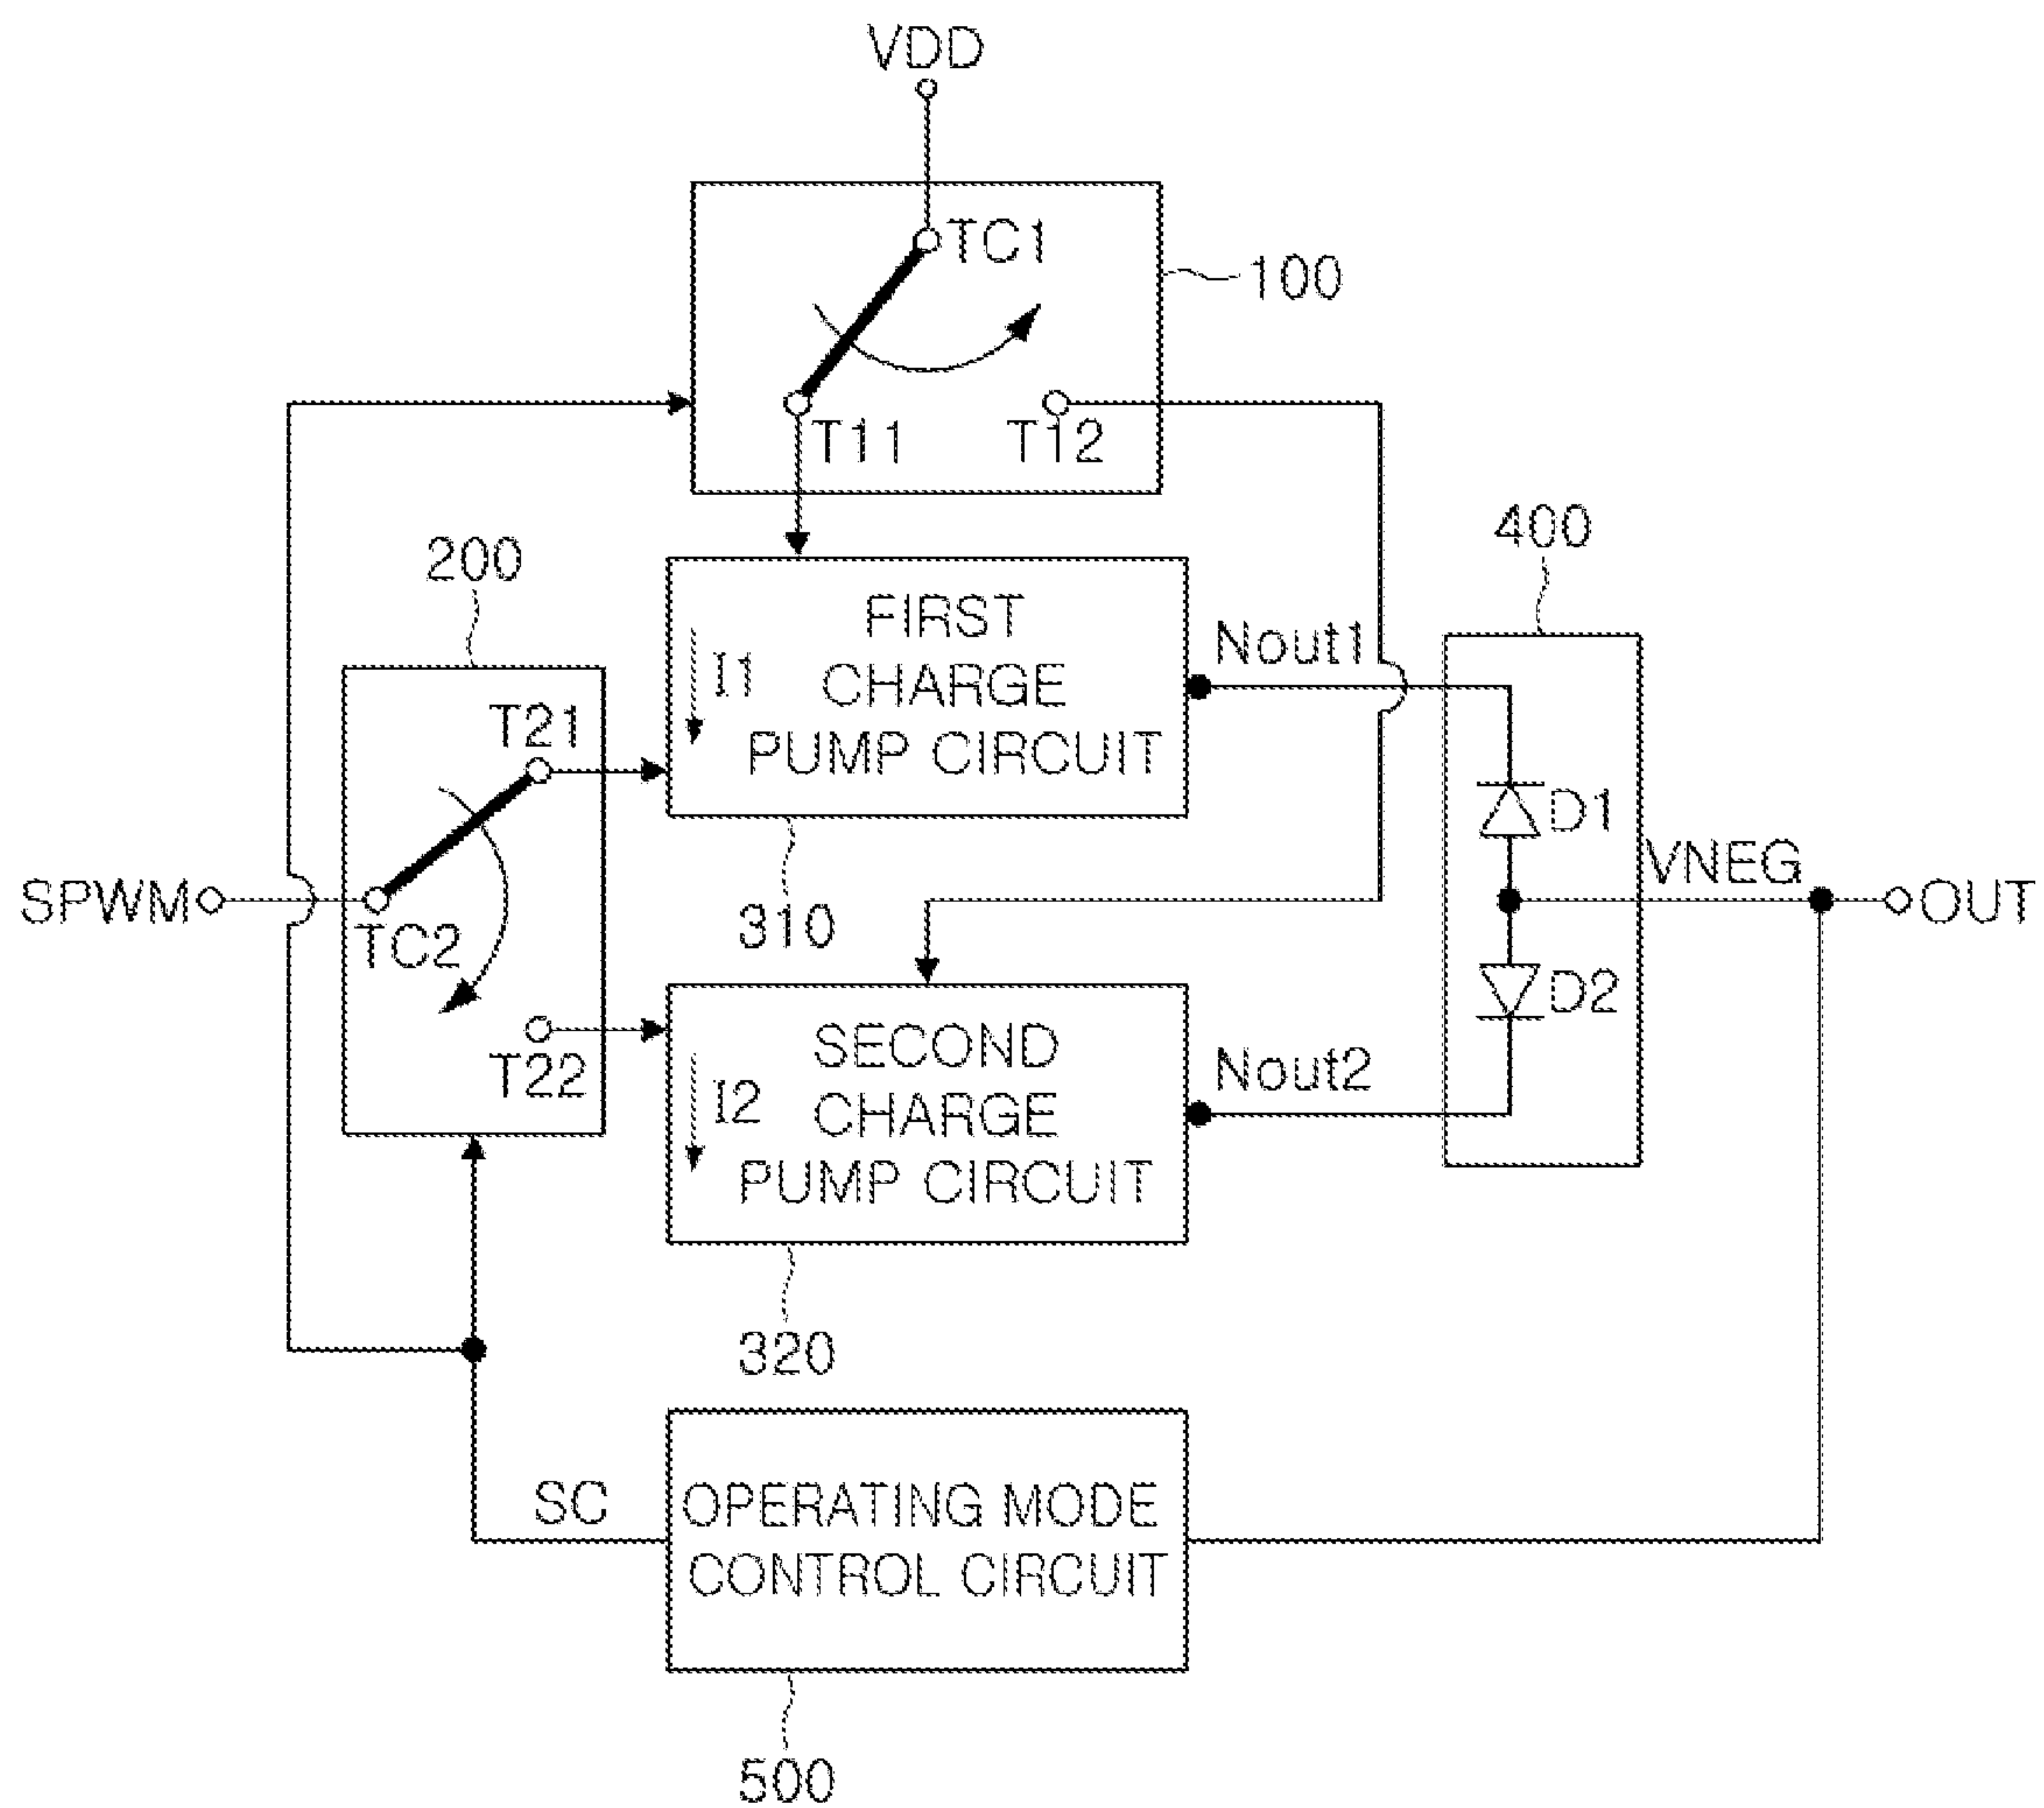 VDD
TC1
100
T11
T12
200
400
FIRST
CHARGE
PUMP CIRCUIT
I1
Nout1
T21
D1
SPWM
TC2
310
VNEG
OUT
T22
SECOND
CHARGE
PUMP CIRCUIT
I2
Nout2
D2
320
SC
OPERATING MODE
CONTROL CIRCUIT
500